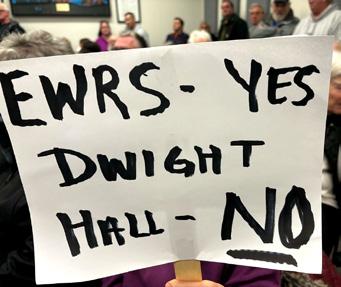 EWRS- YES
DWIGHT
HALL- NO